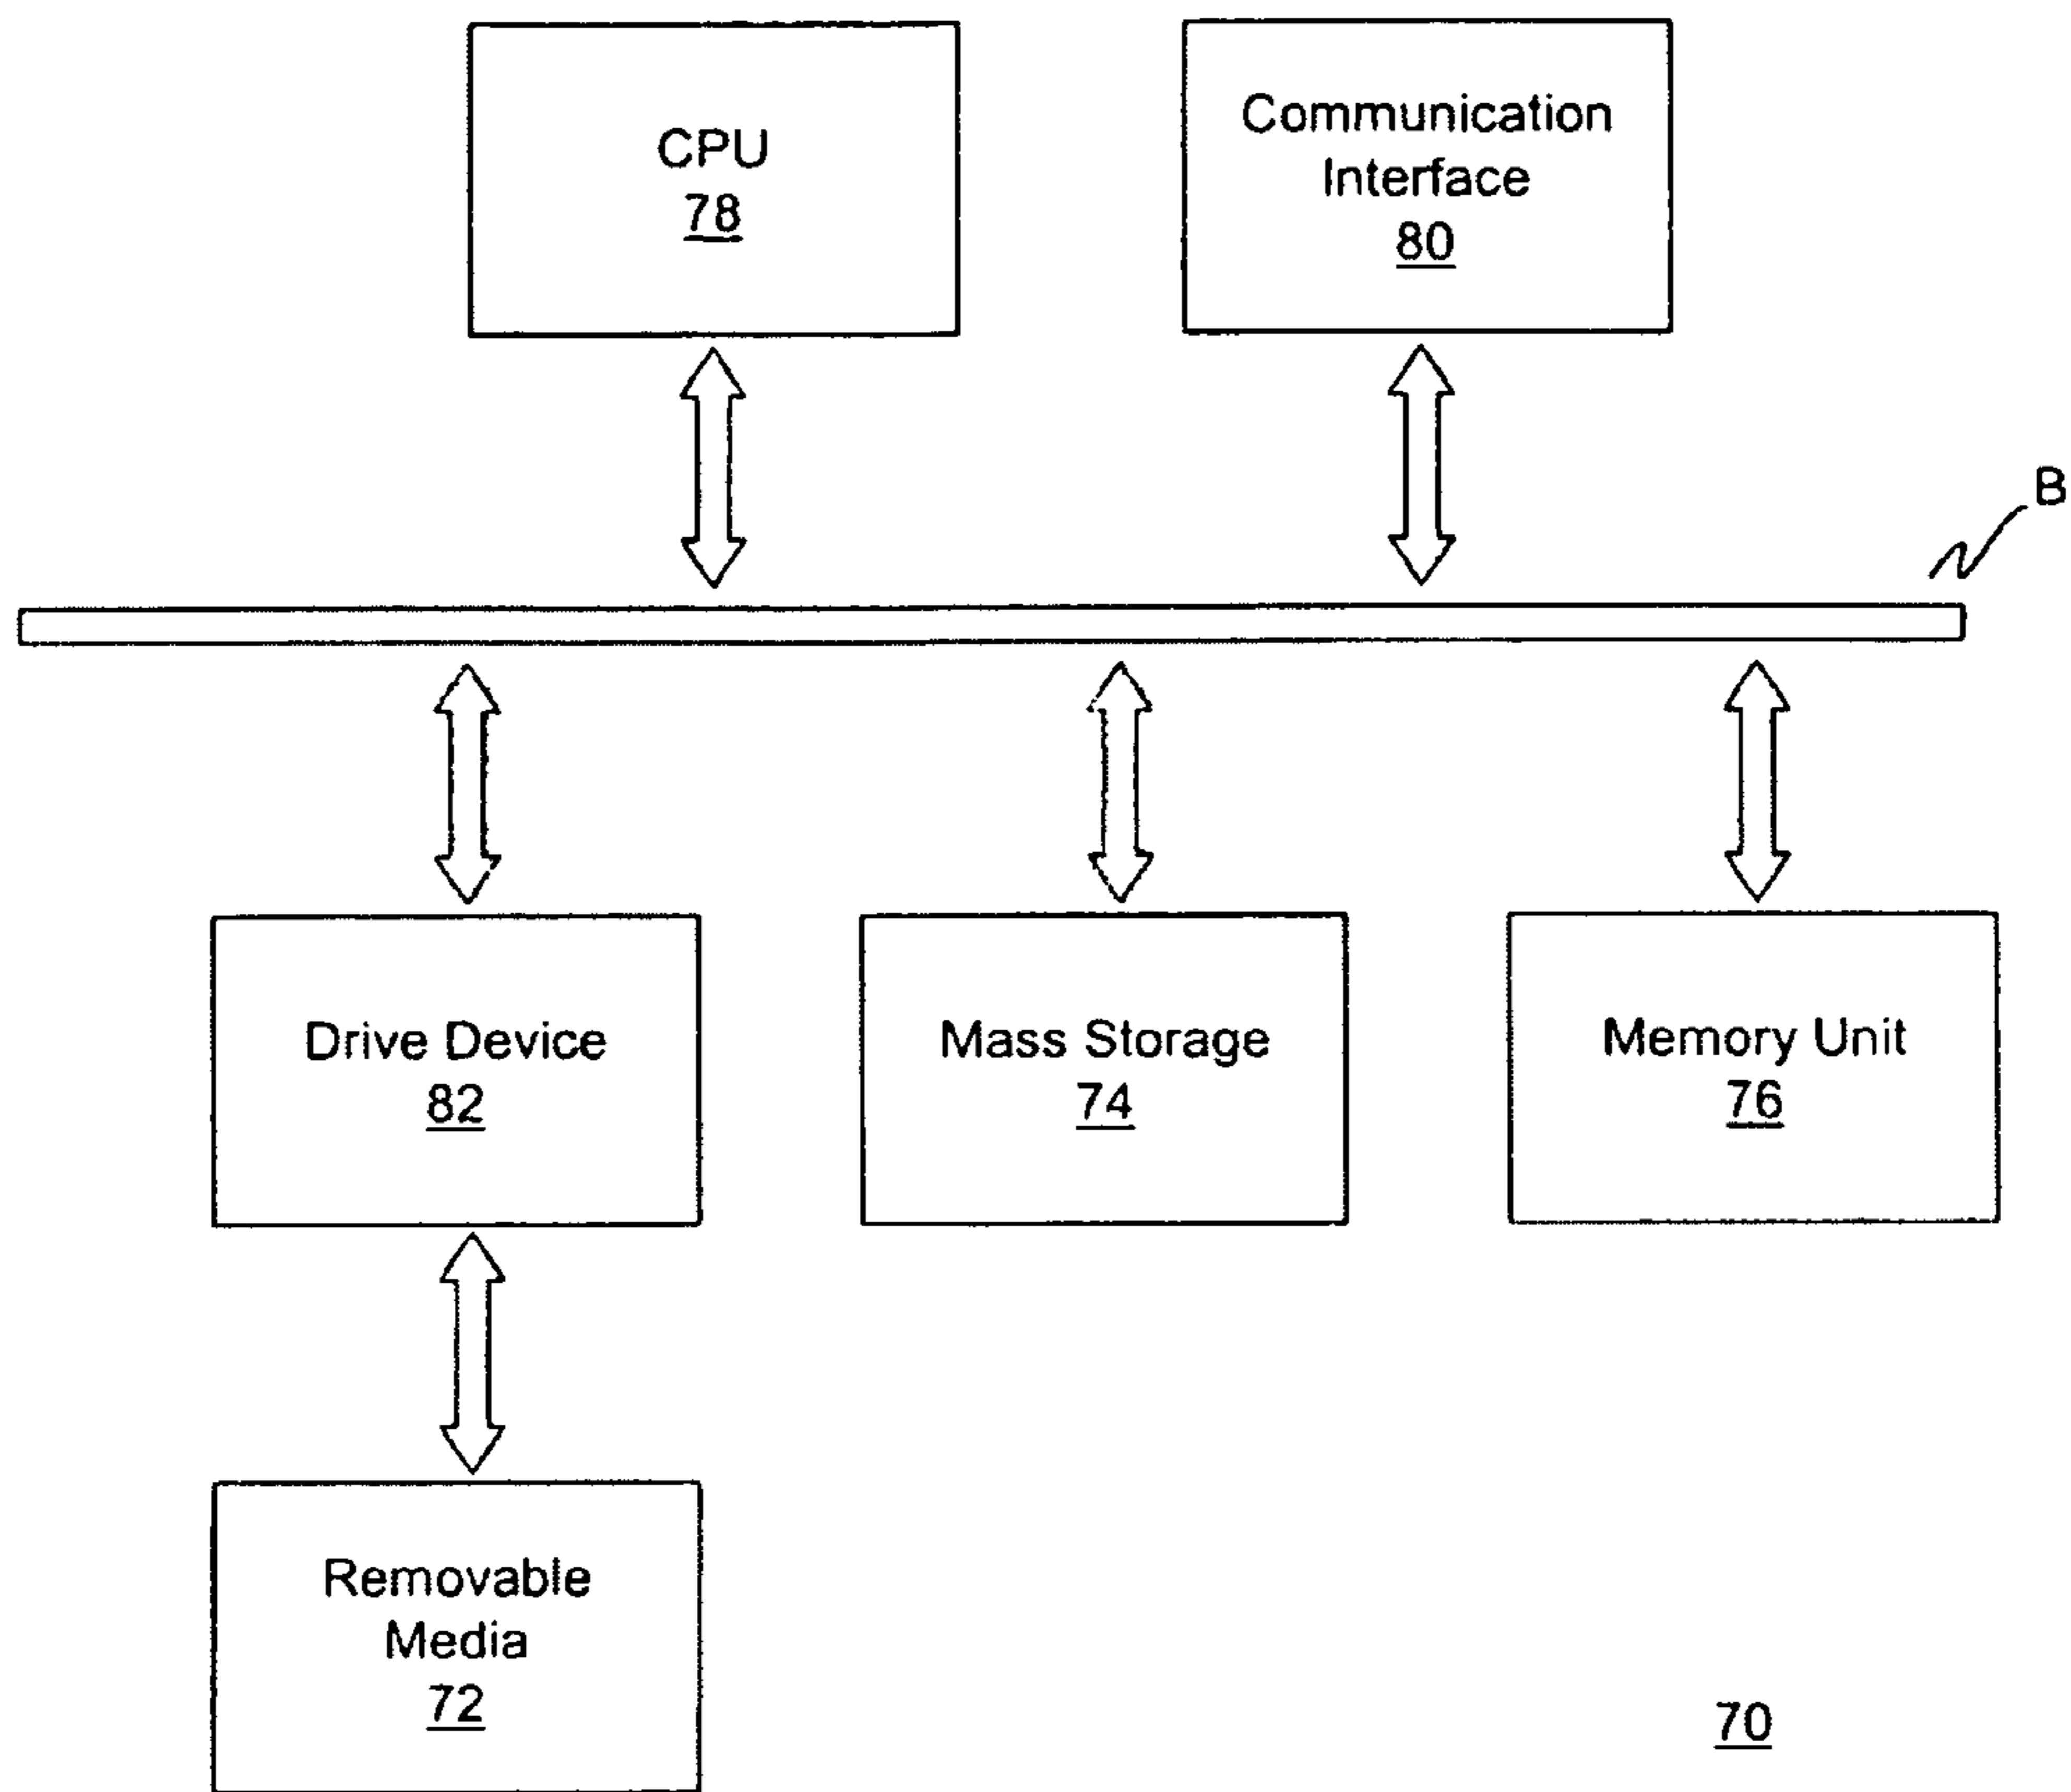 CPU
78
Communication
Interface
80
B
Drive Device
82
Mass Storage
74
Memory Unit
76
Removable
Media
72
70